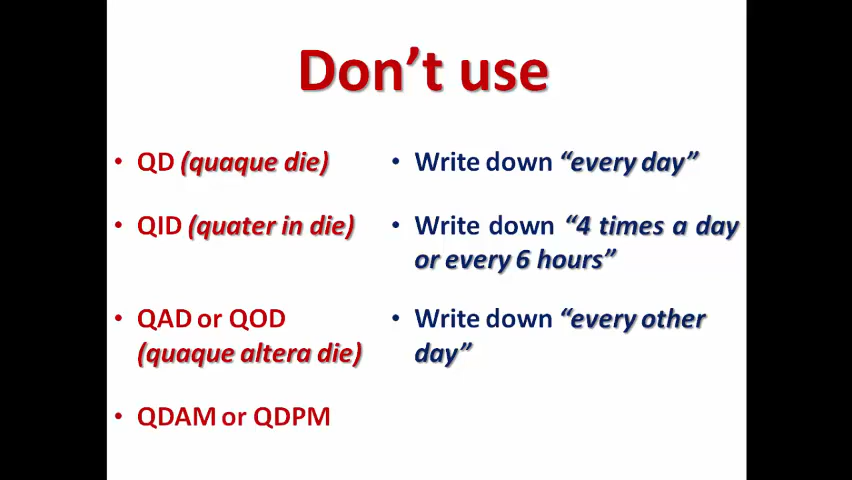 Don't use
• QD (quaque die)
• Write down “every day”
• QID (quater in die)
• Write down “4 times a day
or every 6 hours”
• QAD or QOD
(quaque altera die)
• Write down “every other
day”
• QDAM or QDPM